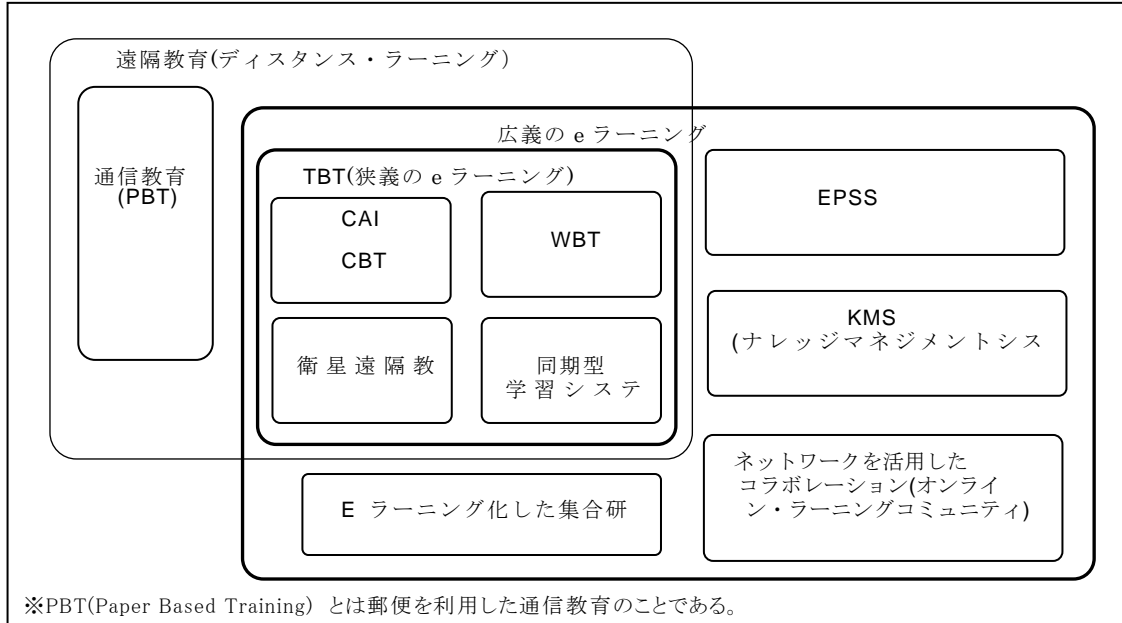 遠隔教育(ディスタンス・ラーニング)
広義の e ラーニング
通信教育
(PBT)
TBT(狭義の e ラーニング)
CAI
CBT
WBT
EPSS
衛星遠隔教
同期型
学習システ
KMS
(ナレッジマネジメントシス
E ラーニング化した集合研
ネットワークを活用した
コラボレーション(オンライ
ン・ラーニングコミュニティ)
※PBT(Paper Based Training) とは郵便を利用した通信教育のことである。